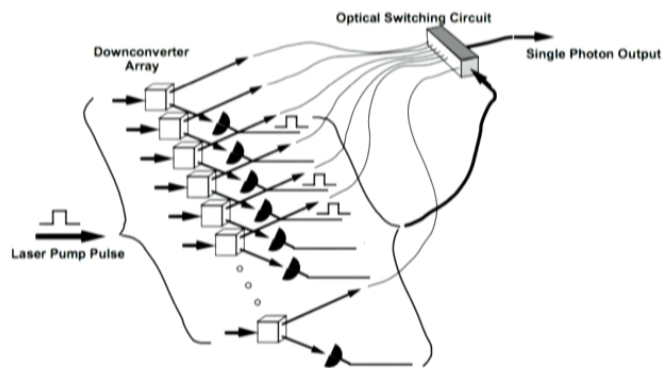 Optical Switching Circuit
Downconverter
Array
Single Photon Output
Laser Pump Pulse